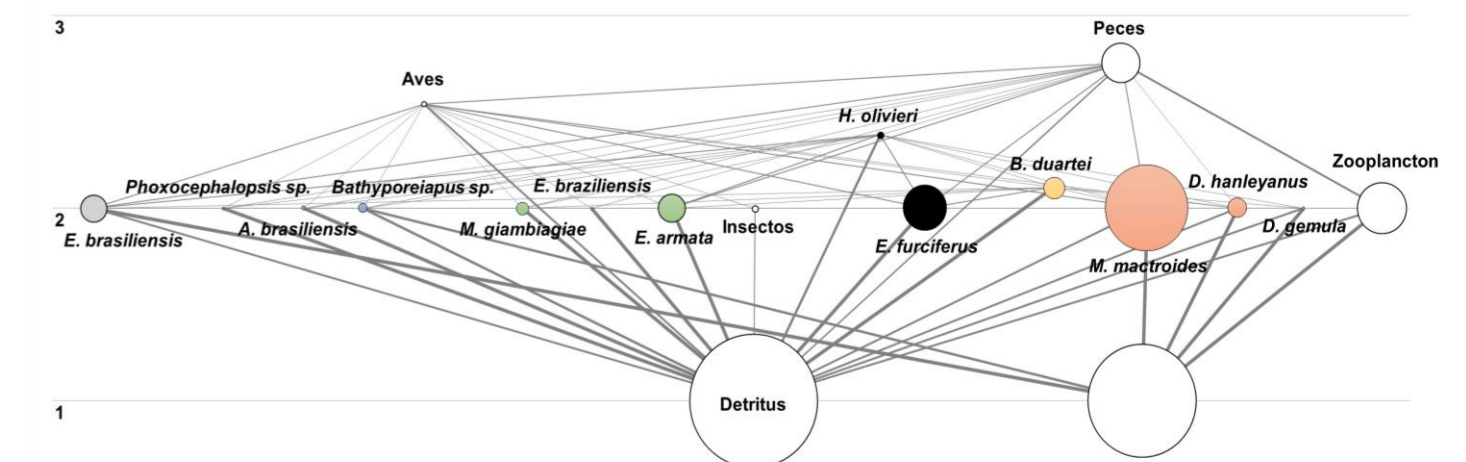 3
Peces
Aves
H. olivieri
B. duartei
Zooplancton
Phoxocephalopsis sp.
Bathyporeiapus sp.
E. braziliensis
D. hanleyanus
2
E. brasiliensis
A. brasiliensis
M. giambiagiae
E. armata
Insectos
E. furciferus
D. gemula
M. mactroides
Detritus
1